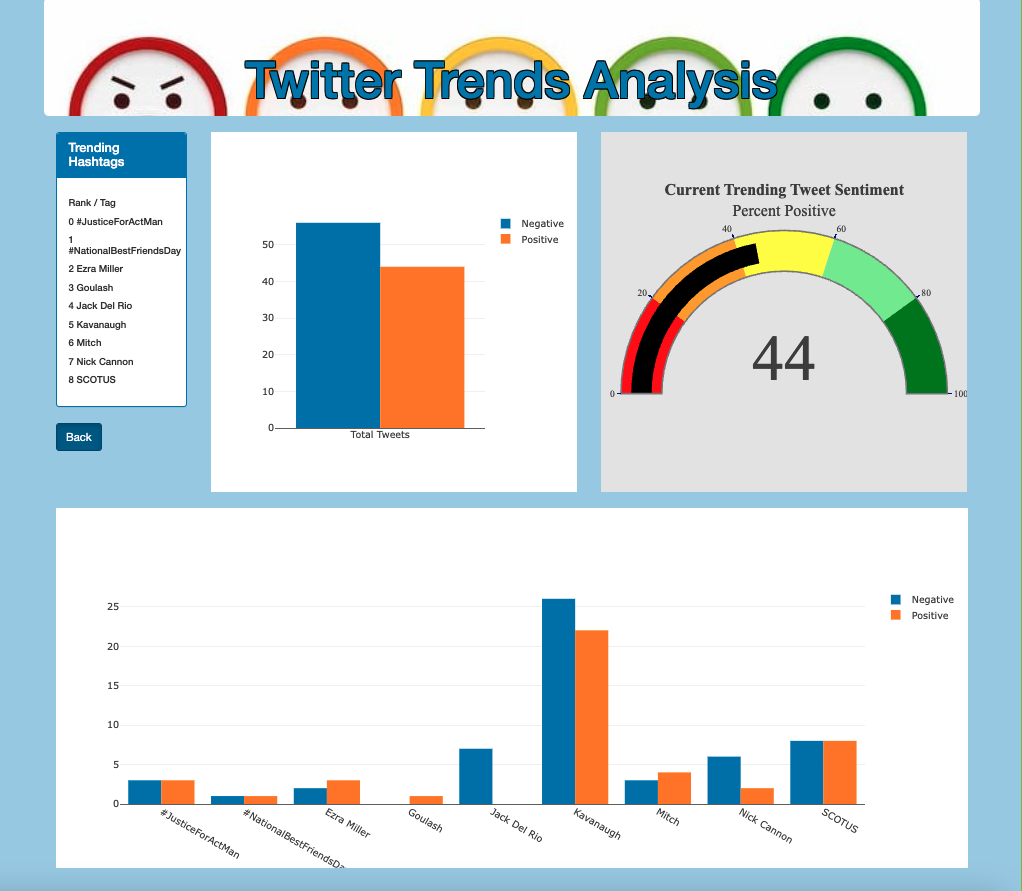 Twitter Trends Analysis
Trending
Hashtags
Rank / Tag
0 #JusticeForActMan
1
#NationalBestFriendsDay
2 Ezra Miller
3 Goulash
4 Jack Del Rio
5 Kavanaugh
6 Mitch
7 Nick Cannon
8 SCOTUS
Back
50
40
30
20
10
0
Total Tweets
Negative
Positive
Current Trending Tweet Sentiment
Percent Positive
0
20
40
60
80
100
44
25
20
15
10
5
0
#JusticeForActMan
#NationalBestFriendsDa
Ezra Miller
Goulash
Jack Del Rio
Kavanaugh
Mitch
Nick Cannon
SCOTUS
Negative
Positive